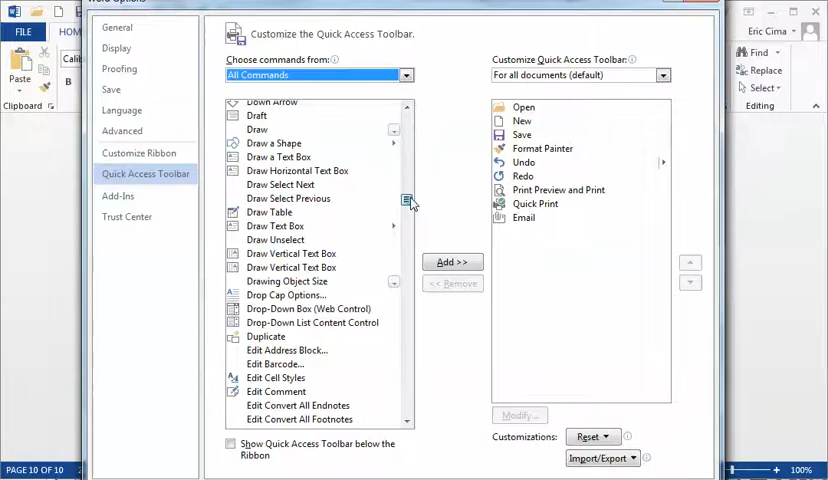 Word Options
FILE
HOME
Paste
Calib
B
Clipboard
Eric Cima
Find
Replace
Select
Editing
General
Display
Proofing
Save
Language
Advanced
Customize Ribbon
Quick Access Toolbar
Add-Ins
Trust Center
Customize the Quick Access Toolbar.
Choose commands from:
All Commands
Down Arrow
Draft
Draw
Draw a Shape
Draw a Text Box
Draw Horizontal Text Box
Draw Select Next
Draw Select Previous
Draw Table
Draw Text Box
Draw Unselect
Draw Vertical Text Box
Draw Vertical Text Box
Drawing Object Size
Drop Cap Options...
Drop-Down Box (Web Control)
Drop-Down List Content Control
Duplicate
Edit Address Block...
Edit Barcode...
Edit Cell Styles
Edit Comment
Edit Convert All Endnotes
Edit Convert All Footnotes
Show Quick Access Toolbar below the
Ribbon
Add >>
<< Remove
Customize Quick Access Toolbar:
For all documents (default)
Open
New
Save
Format Painter
Undo
Redo
Print Preview and Print
Quick Print
Email
Modify...
Customizations:
Reset
Import/Export
PAGE 10 OF 10
100%